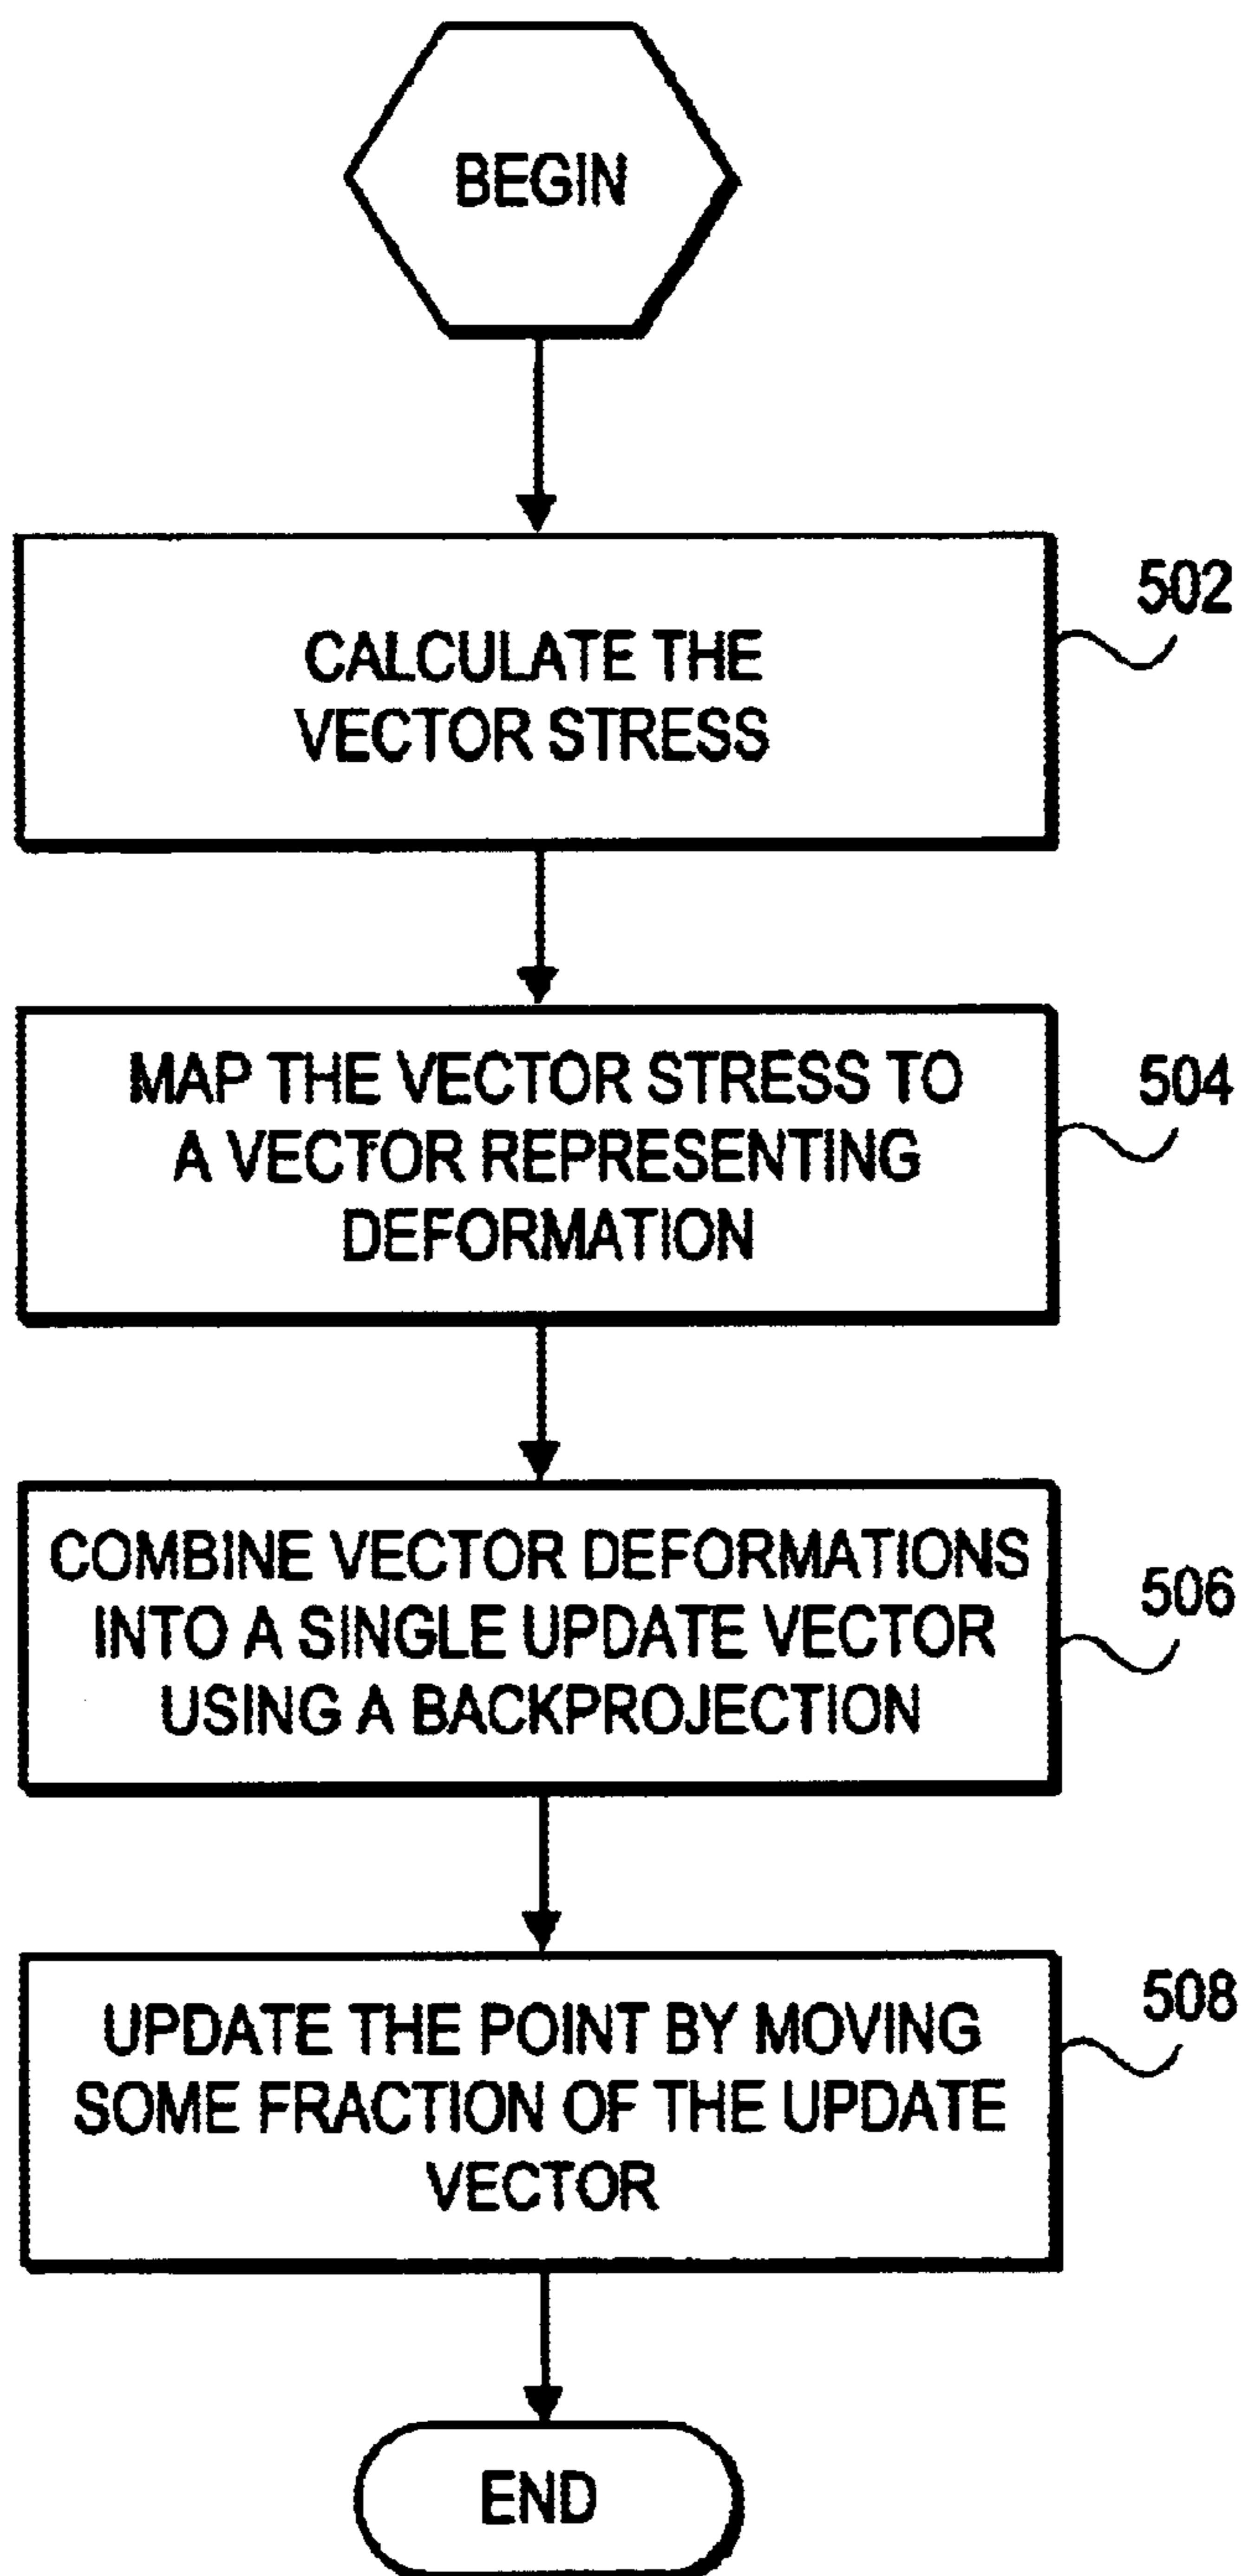 BEGIN
CALCULATE THE
VECTOR STRESS
502
MAP THE VECTOR STRESS TO
A VECTOR REPRESENTING
DEFORMATION
504
COMBINE VECTOR DEFORMATIONS
INTO A SINGLE UPDATE VECTOR
USING A BACKPROJECTION
506
UPDATE THE POINT BY MOVING
SOME FRACTION OF THE UPDATE
VECTOR
508
END